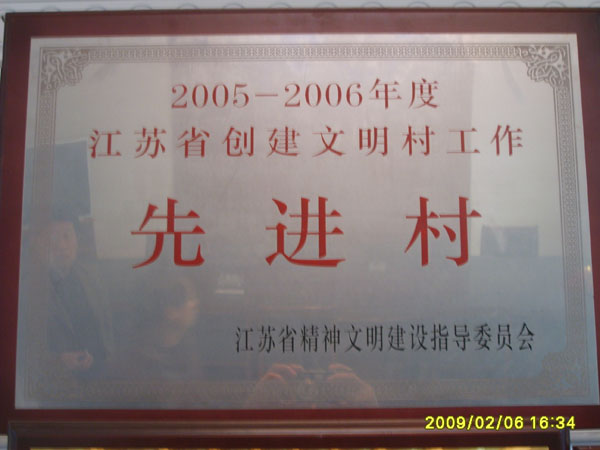 2005-2006年度
江苏省创建文明村工作
先进村
江苏省精神文明建设指导委员会
2009/02/06 16:34